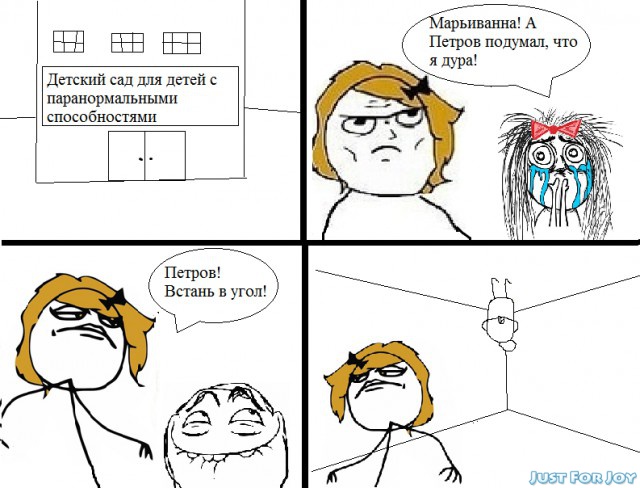 Детский сад для детей с
паранормальными
способностями
Марьиванна! А
Петров подумал, что
я дура!
Петров!
Встань в угол!
Just For Joy